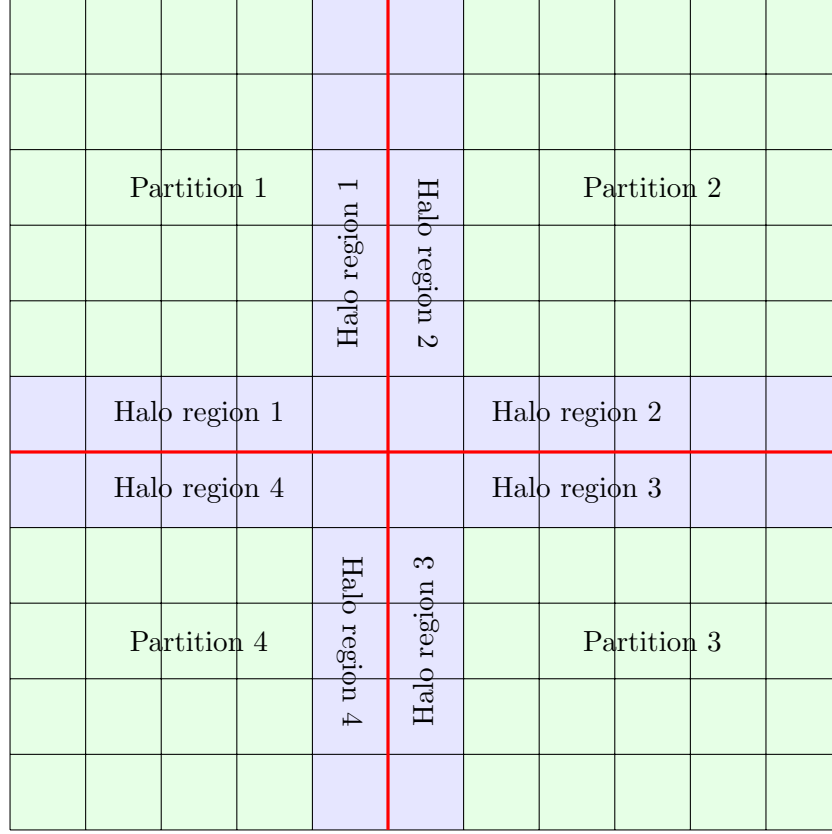 Partition 1
Halo region 1
Halo region 2
Partition 2
Halo region 1
Halo region 2
Halo region 4
Halo region 3
Partition 4
Halo region 4
Halo region 3
Partition 3